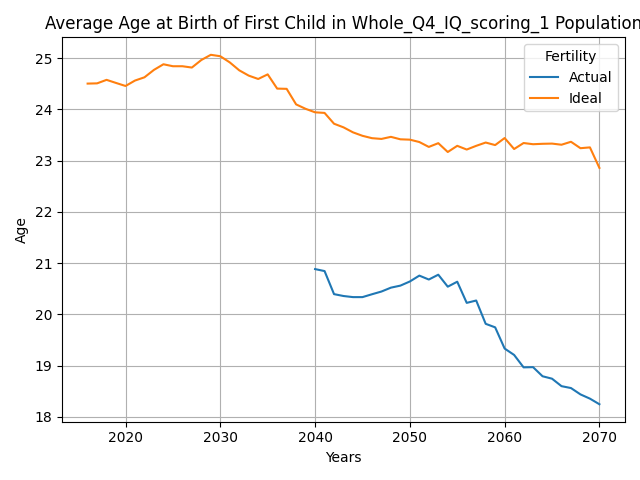 Average Age at Birth of First Child in Whole_Q4_IQ_scoring_1 Population
Fertility
Actual
Ideal
25
24
23
22
21
20
19
18
Age
2020 2030 2040 2050 2060 2070
Years